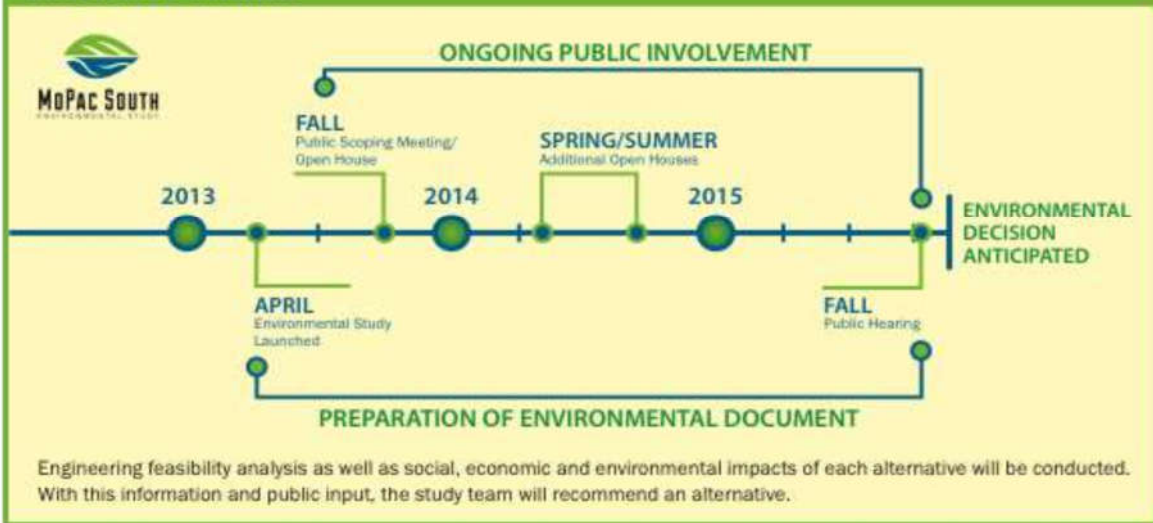 MOPAC SOUTH
ENVIRONMENTAL STUDY
ONGOING PUBLIC INVOLVEMENT
FALL
Public Scoping Meeting/
Open House
SPRING/SUMMER
Additional Open Houses
2013
2014
2015
ENVIRONMENTAL
DECISION
ANTICIPATED
APRIL
Environmental Study
Launched
FALL
Public Hearing
PREPARATION OF ENVIRONMENTAL DOCUMENT
Engineering feasibility analysis as well as social, economic and environmental impacts of each alternative will be conducted.
With this information and public input, the study team will recommend an alternative.